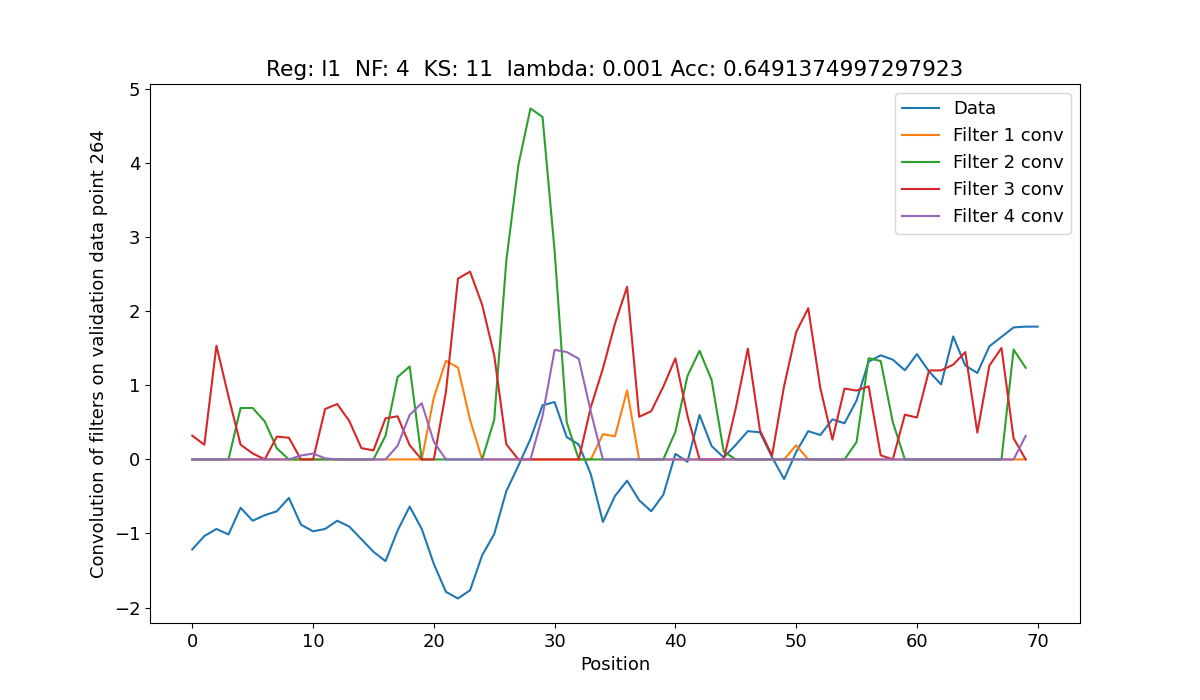 Reg: l1  NF: 4  KS: 11  lambda: 0.001 Acc: 0.6491374997297923
Convolution of filters on validation data point 264
5
4
3
2
1
0
−1
−2
Data
Filter 1 conv
Filter 2 conv
Filter 3 conv
Filter 4 conv
0 10 20 30 40 50 60 70
Position